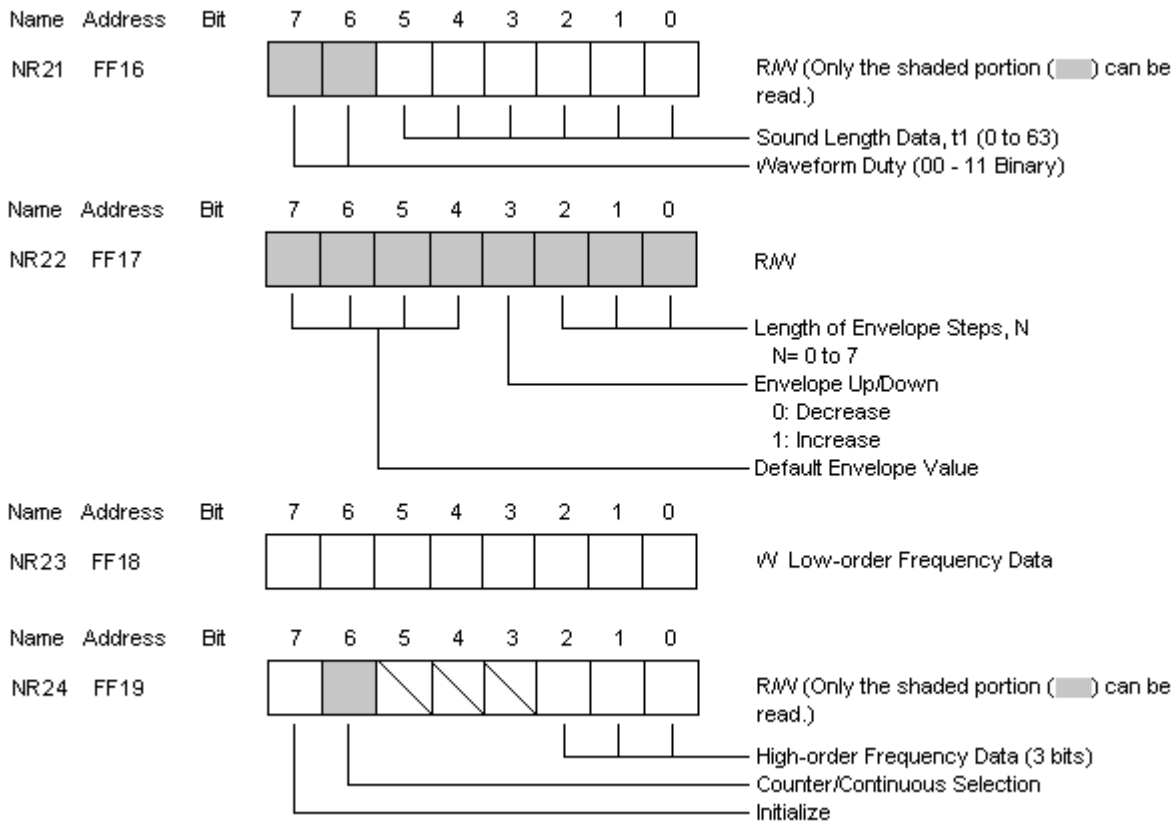 Name Address Bit 7 6 5 4 3 2 1 0
NR21 FF16 R/W (Only the shaded portion ( ) can be
read.)
Sound Length Data, t1 (0 to 63)
Waveform Duty (00 - 11 Binary)
Name Address Bit 7 6 5 4 3 2 1 0
NR22 FF17 R/W
Length of Envelope Steps, N
N= 0 to 7
Envelope Up/Down
0: Decrease
1: Increase
Default Envelope Value
Name Address Bit 7 6 5 4 3 2 1 0
NR23 FF18 W Low-order Frequency Data
Name Address Bit 7 6 5 4 3 2 1 0
NR24 FF19 R/W (Only the shaded portion ( ) can be
read.)
High-order Frequency Data (3 bits)
Counter/Continuous Selection
Initialize